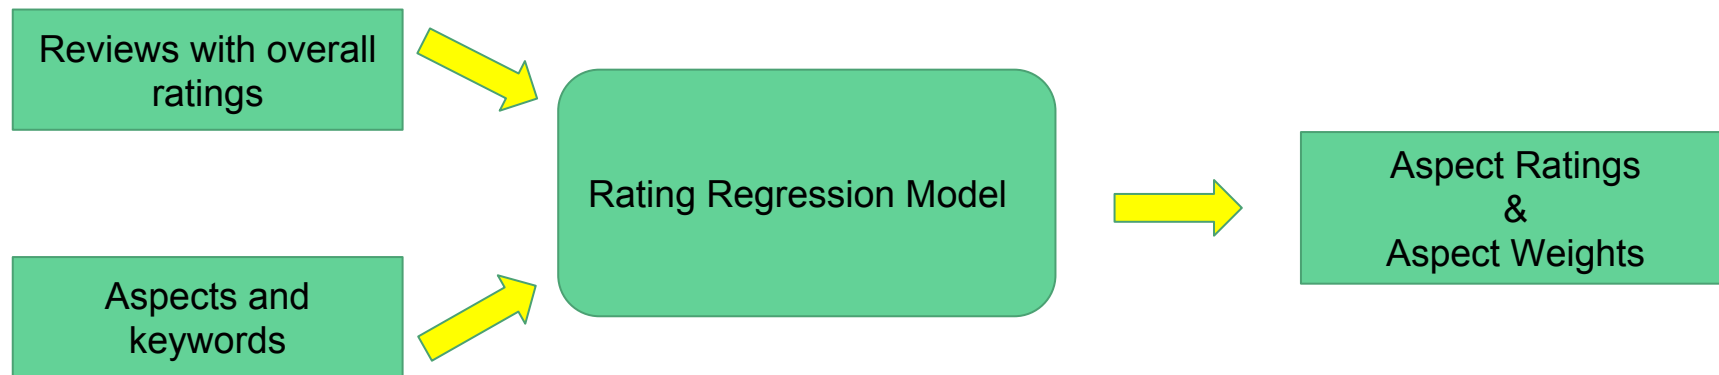 Reviews with overall
ratings
Aspects and
keywords
Rating Regression Model
Aspect Ratings
&
Aspect Weights